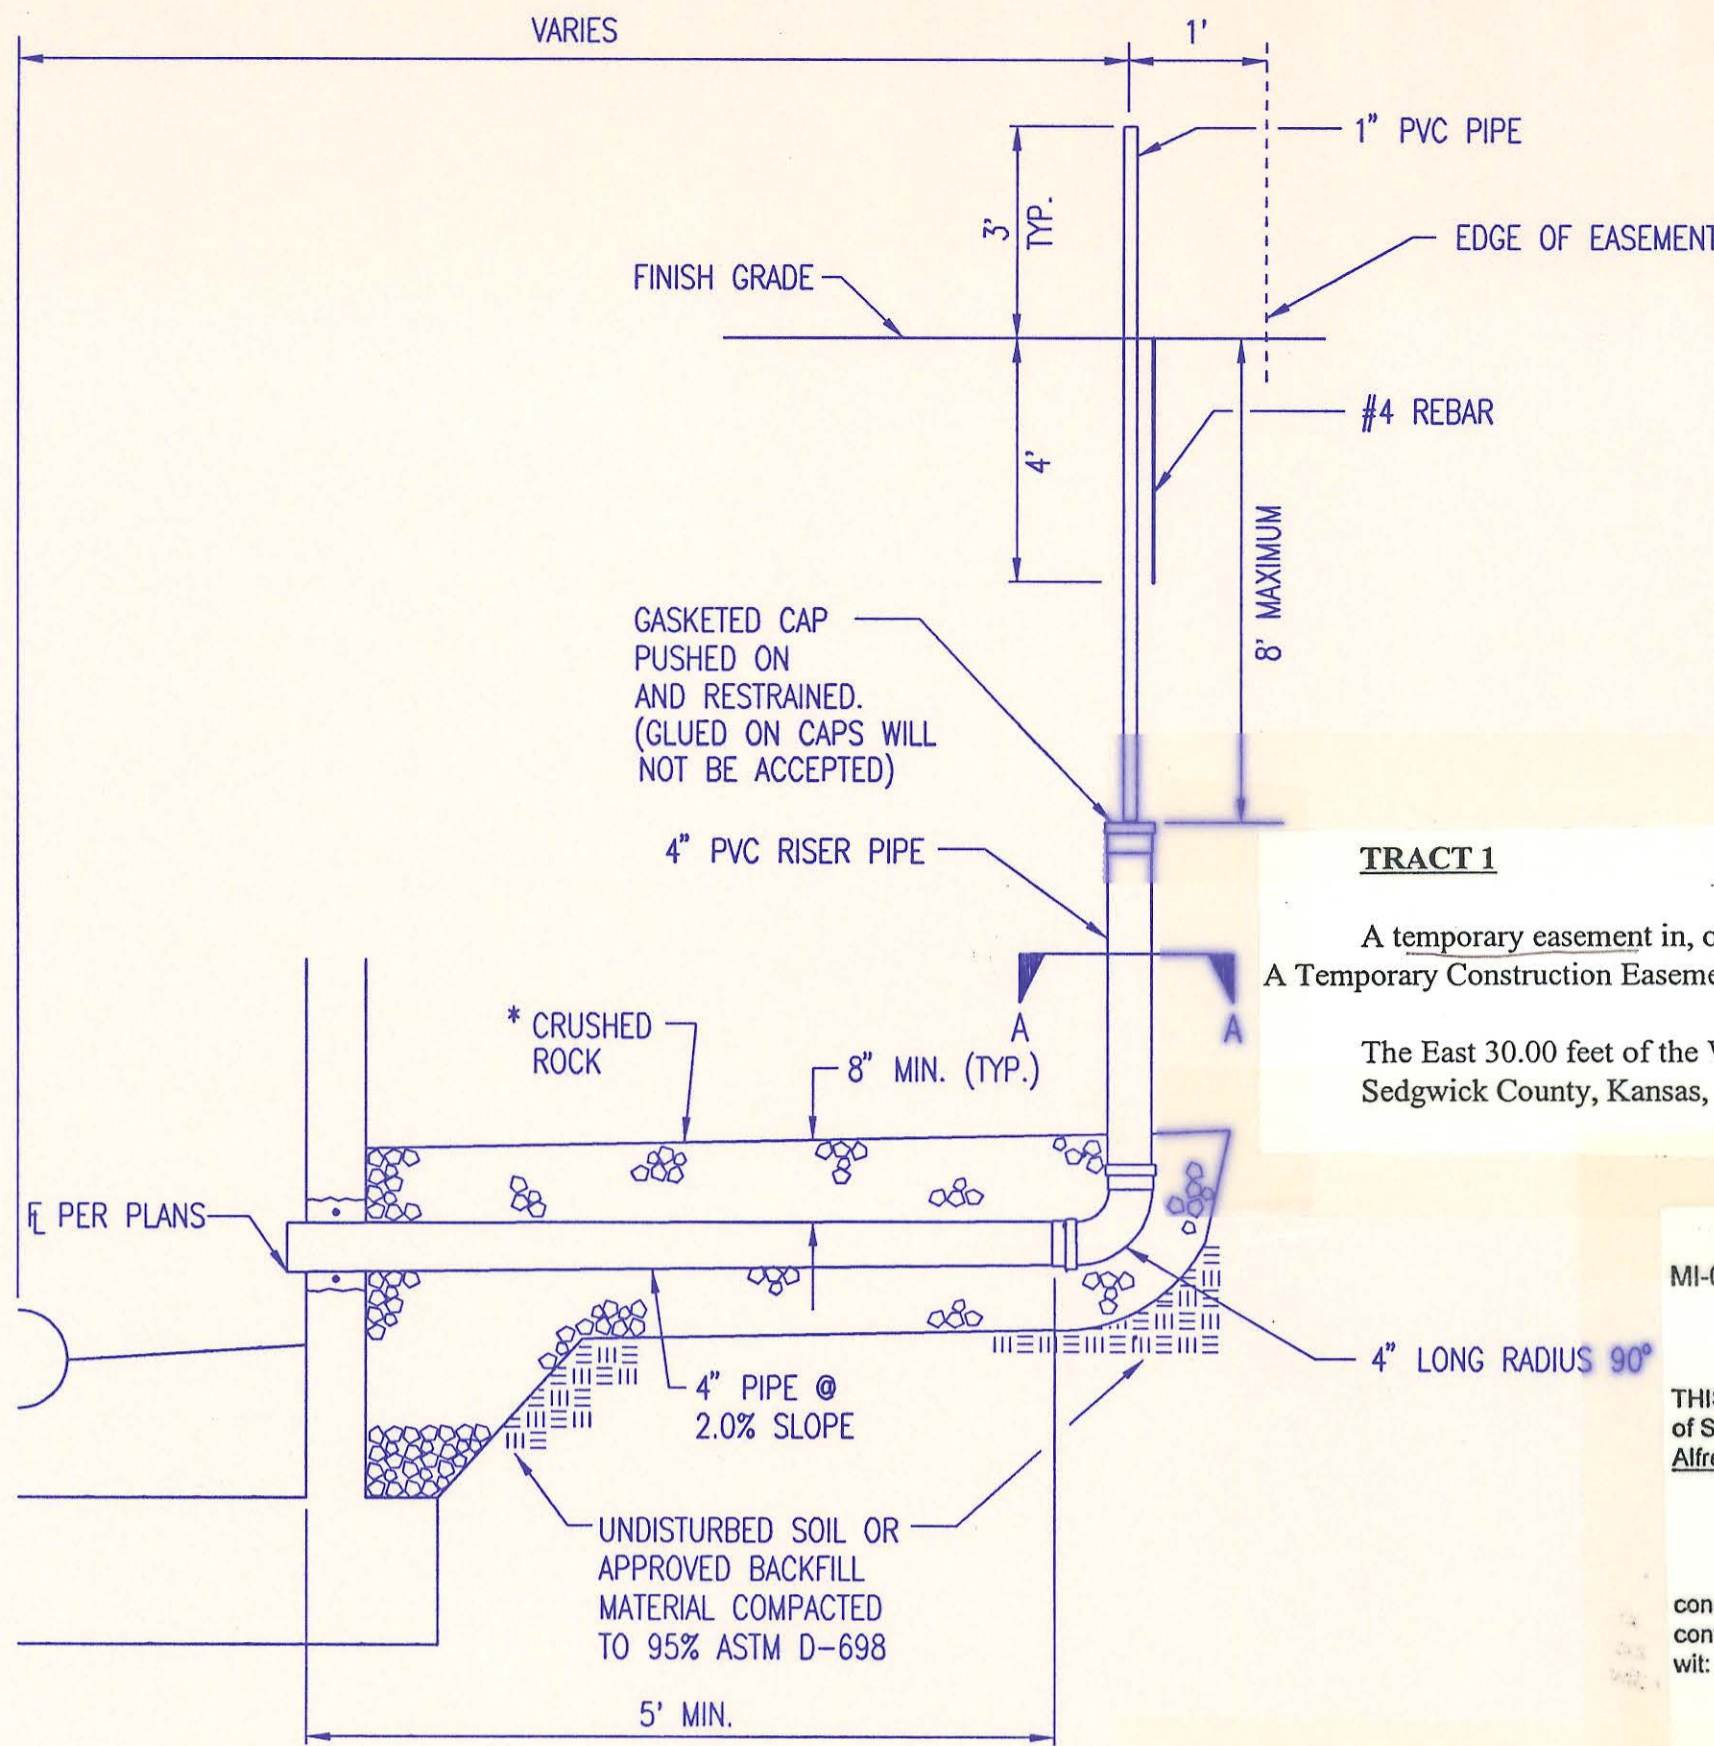 VARIES
1'
1" PVC PIPE
3'
TYP.
EDGE OF EASEMENT
FINISH GRADE
#4 REBAR
4'
8' MAXIMUM
GASKETED CAP
PUSHED ON
AND RESTRAINED.
(GLUED ON CAPS WILL
NOT BE ACCEPTED)
4" PVC RISER PIPE
TRACT 1
A temporary easement in,
A Temporary Construction
* CRUSHED
ROCK
A
A
8" MIN. (TYP.)
The East 30.00 feet of the
Sedgwick County, Kansas,
PER PLANS
4" LONG RADIUS 90°
4" PIPE @
2.0% SLOPE
UNDISTURBED SOIL OR
APPROVED BACKFILL
MATERIAL COMPACTED
TO 95% ASTM D-698
5' MIN.
of
wit: